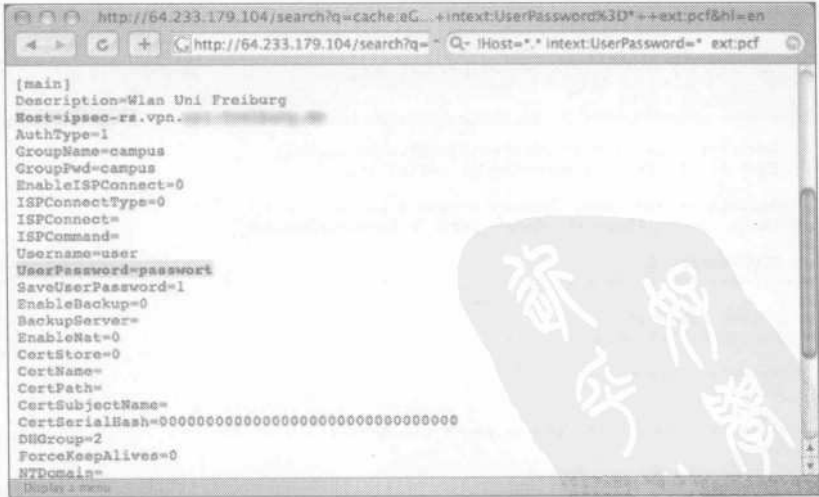 http://64.233.179.104/search?q=cache:eG...+intext:UserPassword%3D*++ext:pcf&hl=en
http://64.233.179.104/search?q= !Host=*.* intext:UserPassword=* ext:pcf
[main]
Description=Wlan Uni Freiburg
Host=ipsec-rs.vpn.
AuthType=1
GroupName=campus
GroupPwd=campus
EnableISPConnect=0
ISPConnectType=0
ISPConnect=
ISPCommand=
Username=user
UserPassword=passwort
SaveUserPassword=1
EnableBackup=0
BackupServer=
EnableNat=0
CertStore=0
CertName=
CertPath=
CertSubjectName=
CertSerialHash=00000000000000000000000000000000
DHGroup=2
ForceKeepAlives=0
NTDomain=
Display a menu